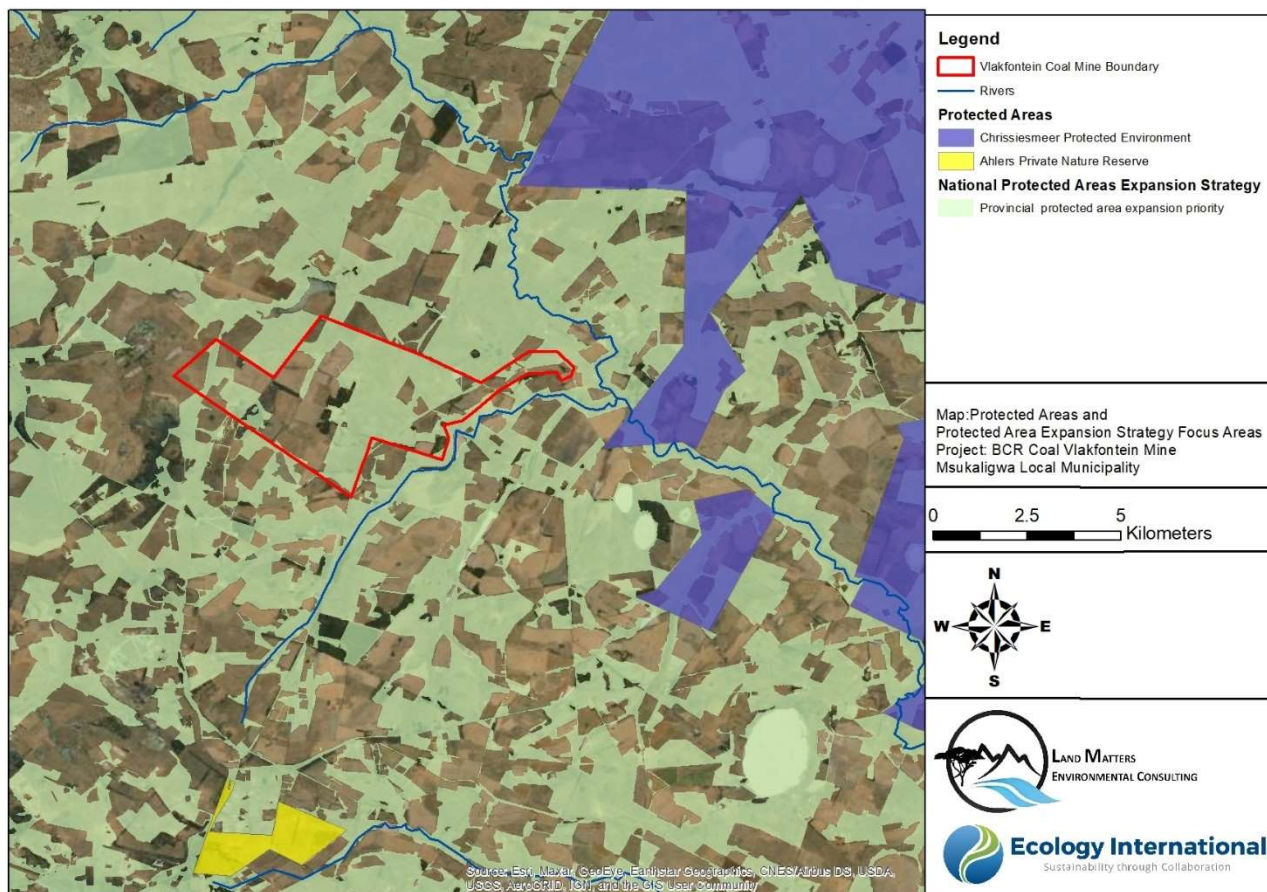 Legend
Vlakfontein Coal Mine Boundary
Rivers
Protected Areas
Chrissiesmeer Protected Environment
Ahlers Private Nature Reserve
National Protected Areas Expansion Strategy
Provincial protected area expansion priority
Map:Protected Areas and
Protected Area Expansion Strategy Focus Areas
Project: BCR Coal Vlakfontein Mine
Msukaligwa Local Municipality
0 2.5 5
Kilometers
N
W E
S
LAND MATTERS
ENVIRONMENTAL CONSULTING
Ecology International
Sustainability through Collaboration
Source: Esri, Maxar, GeoEye, Earthstar Geographics, CNES/Airbus DS, USDA,
USGS, AeroGRID, IGN, and the GIS User Community